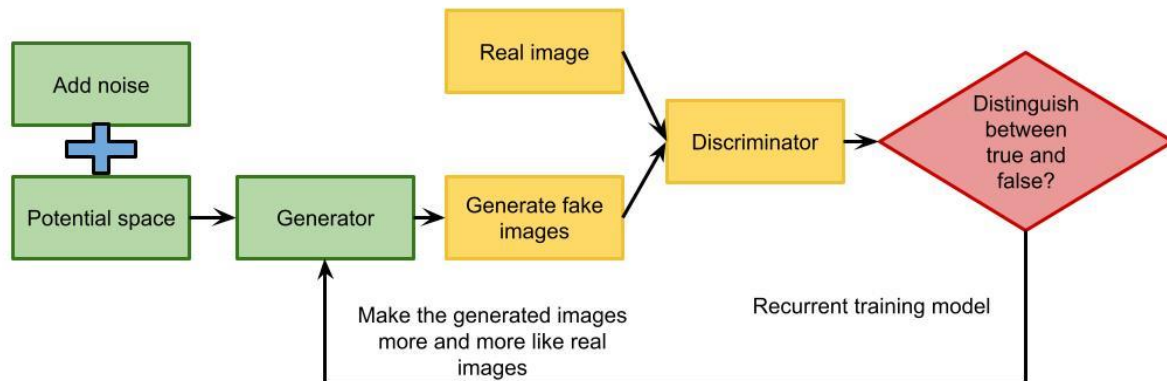 Add noise
Real image
Potential space
Generator
Generate fake
images
Discriminator
Distinguish
between
true and
false?
Make the generated images
more and more like real
images
Recurrent training model